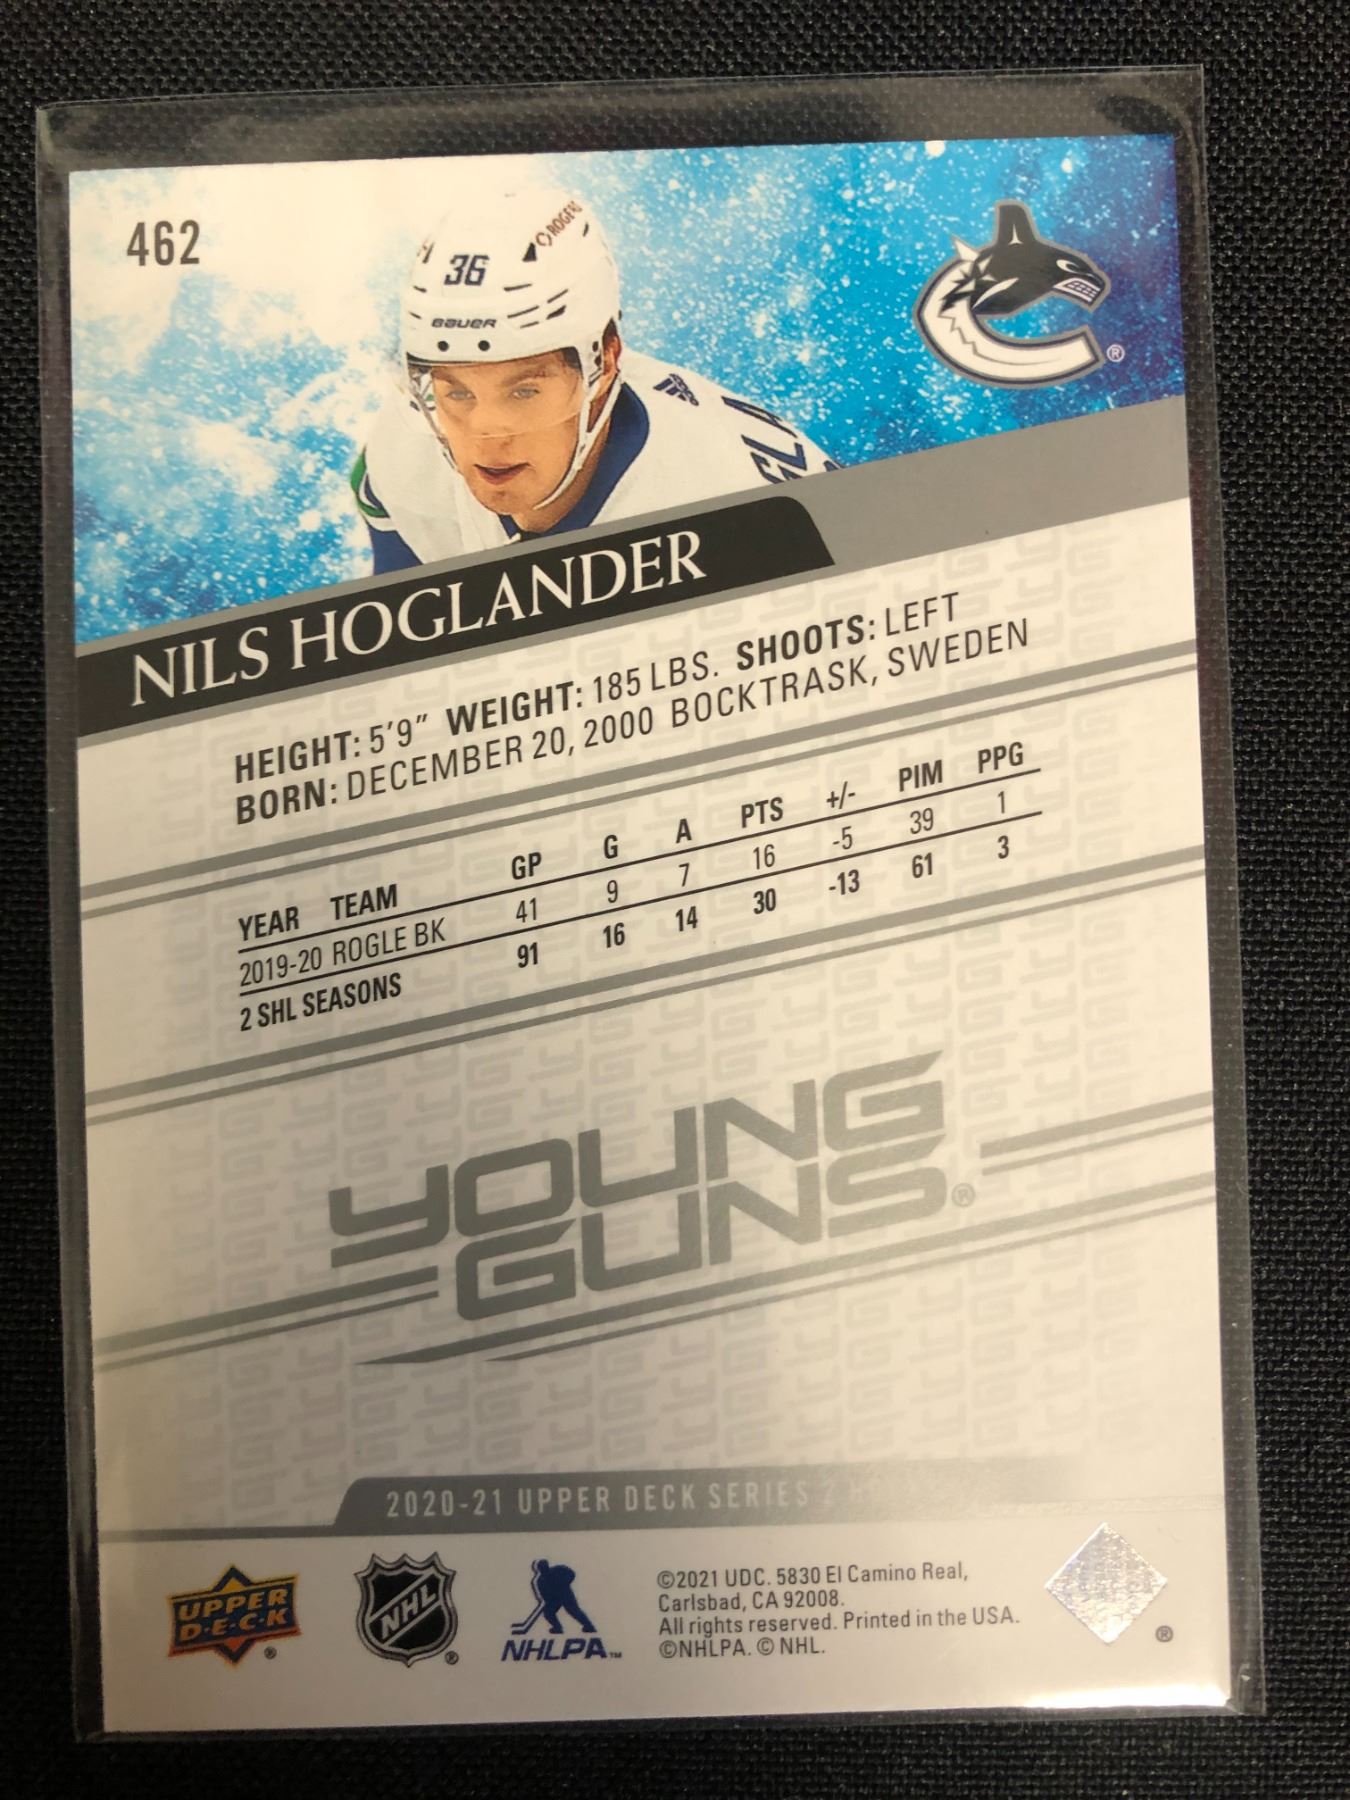 462
36
ROGERS
BAUER
®
NILS HOGLANDER
HEIGHT: 5'9" WEIGHT: 185 LBS. SHOOTS: LEFT
BORN: DECEMBER 20, 2000 BOCKTRASK, SWEDEN
YEAR TEAM GP G A PTS +/- PIM PPG
2019-20 ROGLE BK 41 9 7 16 -5 39 1
2 SHL SEASONS 91 16 14 30 -13 61 3
YOUNG
GUNS®
2020-21 UPPER DECK SERIES 2
UPPER
D·E·C·K
®
NHL
®
NHLPA™
©2021 UDC. 5830 El Camino Real,
Carlsbad, CA 92008.
All rights reserved. Printed in the USA.
©NHLPA. © NHL.
®